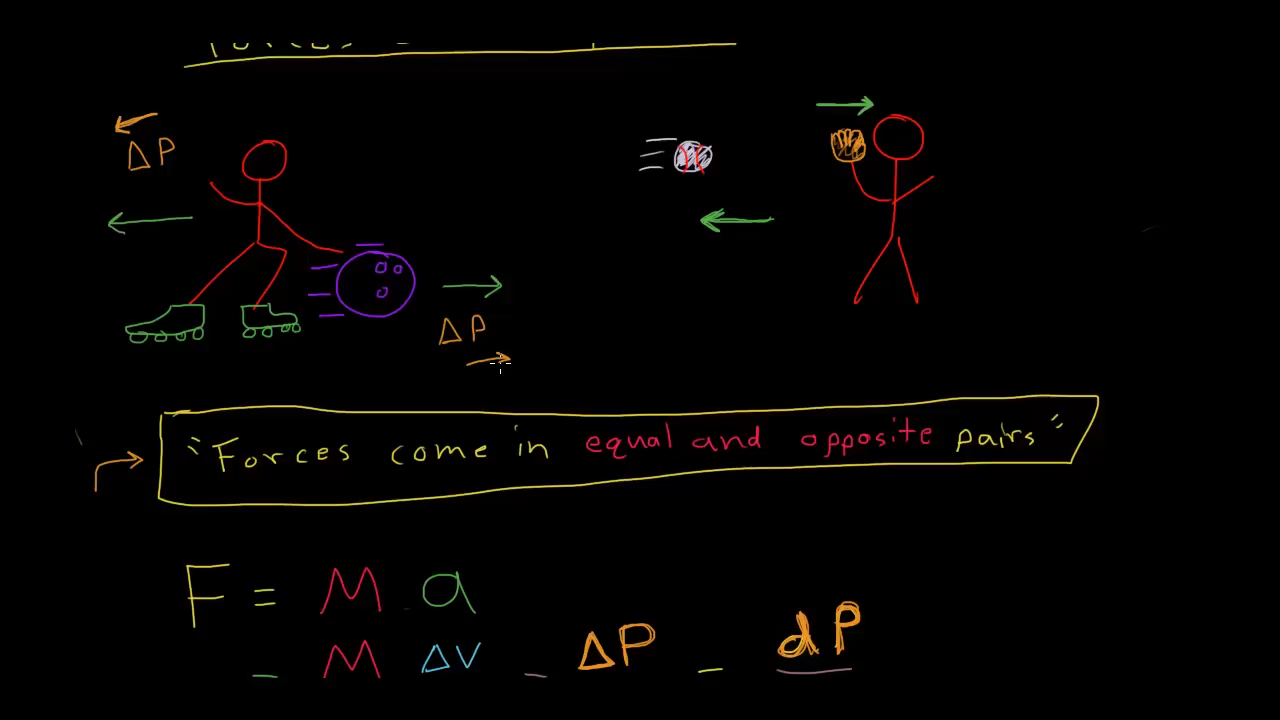 ΔP
ΔP
"Forces come in equal and opposite pairs"
F = M a
= M ΔV = ΔP = dP